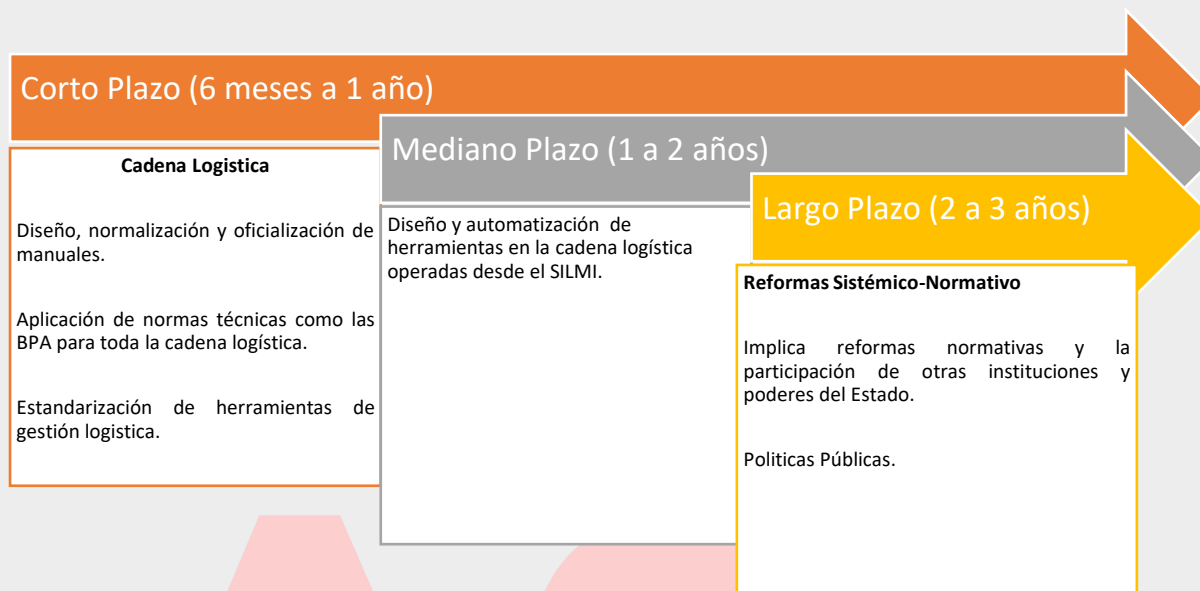 Corto Plazo (6 meses a 1 año)
Cadena Logistica
Diseño, normalización y oficialización de
manuales.
Aplicación de normas técnicas como las
BPA para toda la cadena logística.
Estandarización de herramientas de
gestión logistica.
Mediano Plazo (1 a 2 años)
Diseño y automatización de
herramientas en la cadena logística
operadas desde el SILMI.
Largo Plazo (2 a 3 años)
Reformas Sistémico-Normativo
Implica reformas normativas y la
participación de otras instituciones y
poderes del Estado.
Politicas Públicas.